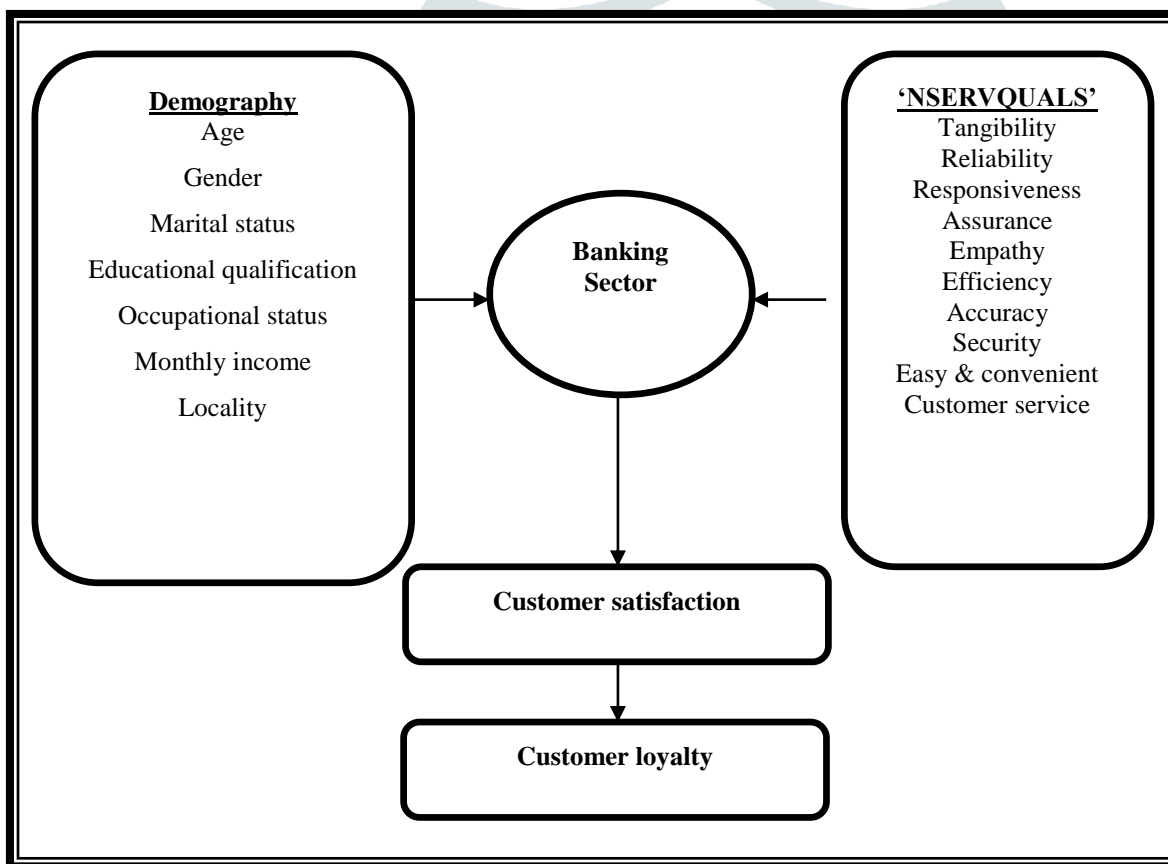 Demography
Age
Gender
Marital status
Educational qualification
Occupational status
Monthly income
Locality
Banking
Sector
‘NSERVQUALS’
Tangibility
Reliability
Responsiveness
Assurance
Empathy
Efficiency
Accuracy
Security
Easy & convenient
Customer service
Customer satisfaction
Customer loyalty